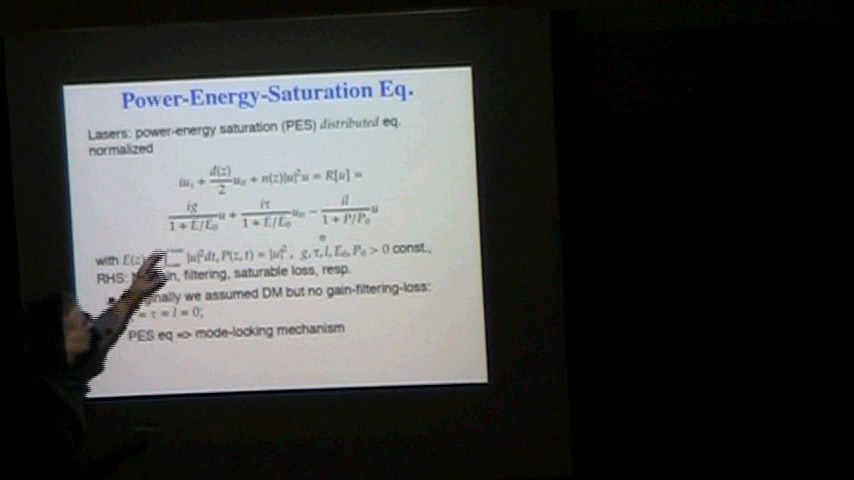 Power-Energy-Saturation Eq.
Lasers: power-energy saturation (PES) distributed eq.
normalized
iu_z + d(z)/2 u_tt + n(z)|u|²u = R[u] =
ig/(1 + E/E₀) u + iτ/(1 + E/E₀) u_tt − il/(1 + P/P₀) u
with E(z) |u|²dt, P(z, t) = |u|², g, τ, l, E₀, P₀ > 0 const.,
RHS: filtering, saturable loss, resp.
we assumed DM but no gain-filtering-loss:
= τ = l = 0;
PES eq => mode-locking mechanism